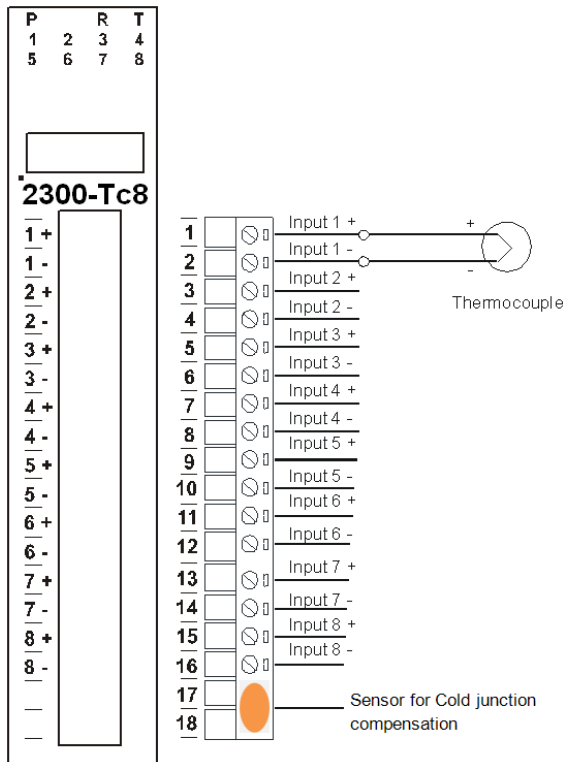 P R T
1 2 3 4
5 6 7 8
2300-Tc8
1 +
1 -
2 +
2 -
3 +
3 -
4 +
4 -
5 +
5 -
6 +
6 -
7 +
7 -
8 +
8 -
1 Input 1 +
2 Input 1 -
3 Input 2 +
4 Input 2 -
5 Input 3 +
6 Input 3 -
7 Input 4 +
8 Input 4 -
9 Input 5 +
10 Input 5 -
11 Input 6 +
12 Input 6 -
13 Input 7 +
14 Input 7 -
15 Input 8 +
16 Input 8 -
17
18
+
-
Thermocouple
Sensor for Cold junction
compensation